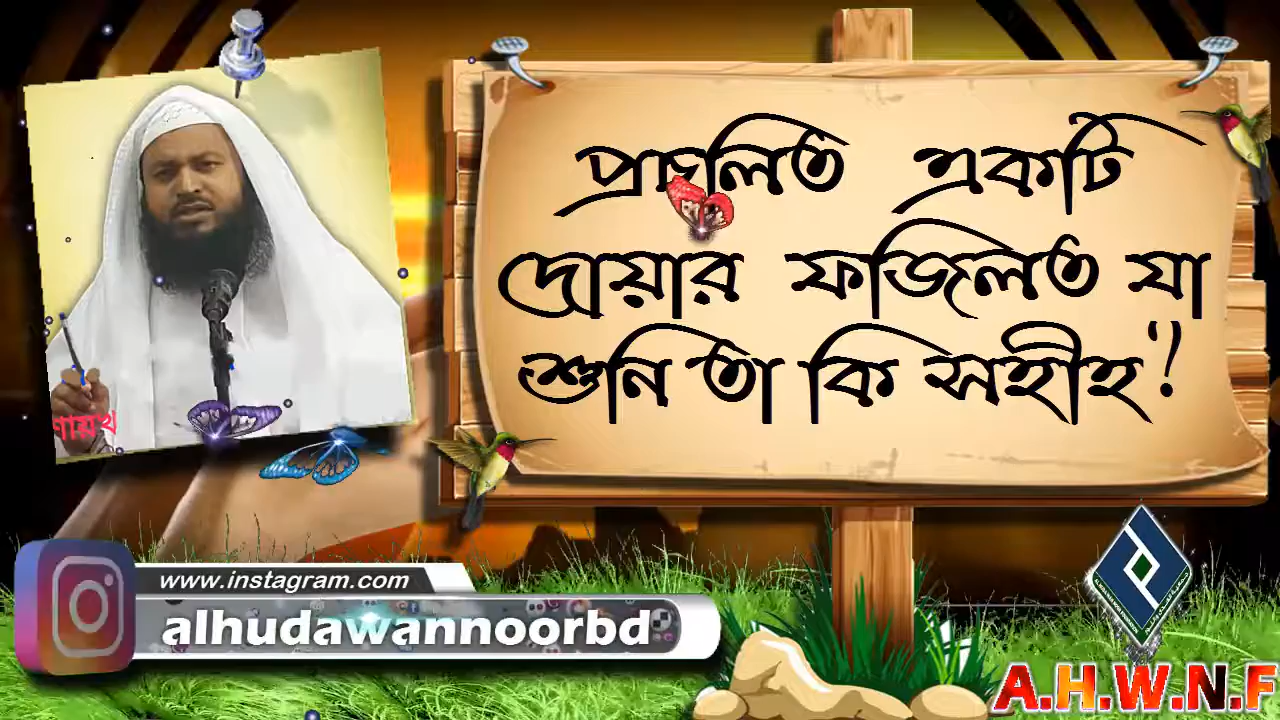 প্রচলিত একটি
দোয়ার ফজিলত যা
শুনি তা কি সহীহ?
শায়খ
www.instagram.com
alhudawannoorbd
A.H.W.N.F